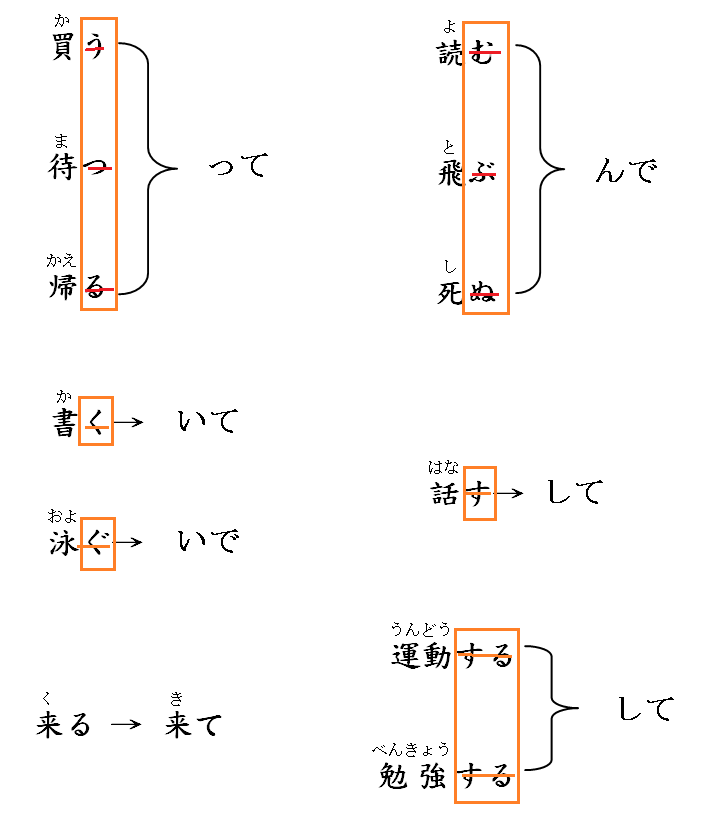 か
買う
ま
待つ
かえ
帰る
って
よ
読む
と
飛ぶ
し
死ぬ
んで
か
書く → いて
およ
泳ぐ → いで
はな
話す → して
く き
来る → 来て
うんどう
運動する
べんきょう
勉強する
して